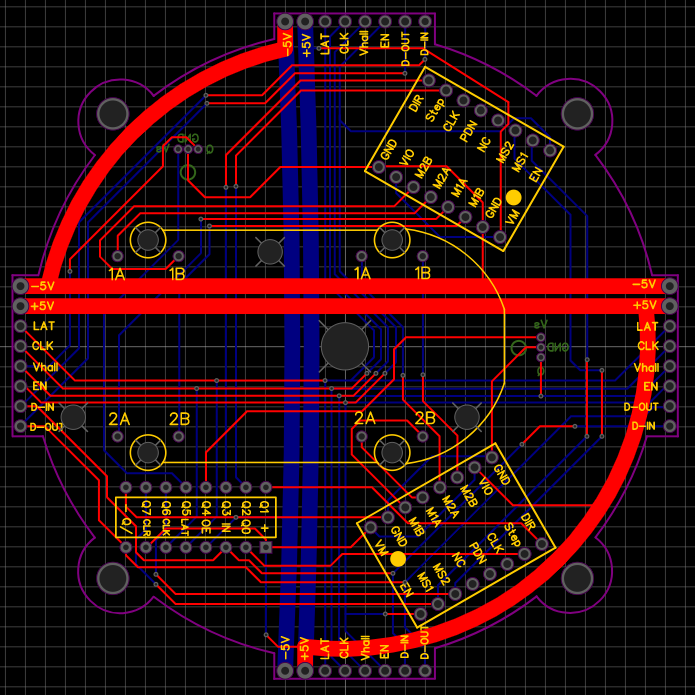 -5V
+5V
LAT
CLK
Vhall
EN
D-OUT
D-IN
DIR
Step
CLK
PDN
NC
MS2
MS1
EN
GND
VIO
M2B
M2A
M1A
M1B
GND
VM
GND
Vs
Q
1A 1B
1A 1B
-5V
+5V
LAT
CLK
Vhall
EN
D-IN
D-OUT
-5V
+5V
LAT
CLK
Vhall
EN
D-OUT
D-IN
Vs
GND
Q
2A 2B
2A 2B
GND
VIO
M2B
M2A
M1A
M1B
GND
VM
DIR
Step
CLK
PDN
NC
MS2
MS1
EN
- Q/
Q7 CLR
Q6 CLK
Q5 LAT
Q4 OE
Q3 IN
Q2 Q0
Q1 +
-5V
+5V
LAT
CLK
Vhall
EN
D-IN
D-OUT